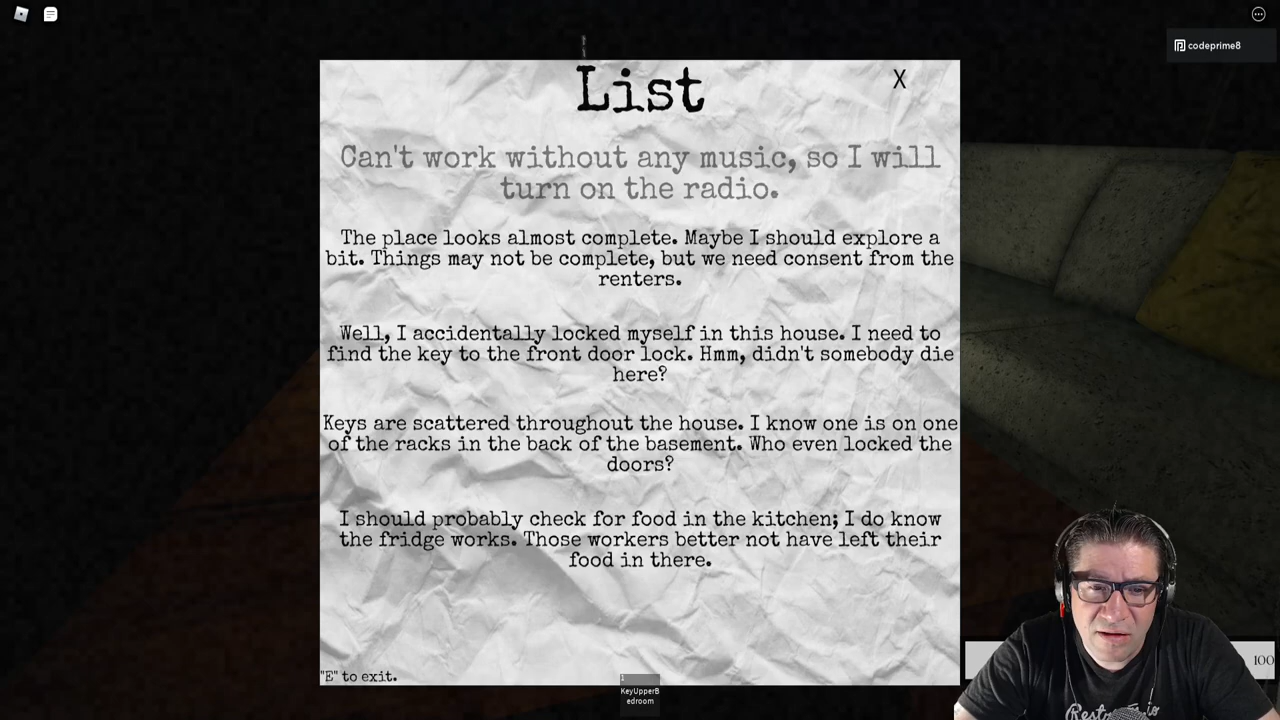 codeprime8
List
X
Can't work without any music, so I will
turn on the radio.
The place looks almost complete. Maybe I should explore a
bit. Things may not be complete, but we need consent from the
renters.
Well, I accidentally locked myself in this house. I need to
find the key to the front door lock. Hmm, didn't somebody die
here?
Keys are scattered throughout the house. I know one is on one
of the racks in the back of the basement. Who even locked the
doors?
I should probably check for food in the kitchen; I do know
the fridge works. Those workers better not have left their
food in there.
"E" to exit.
1
KeyUpperB
edroom
100